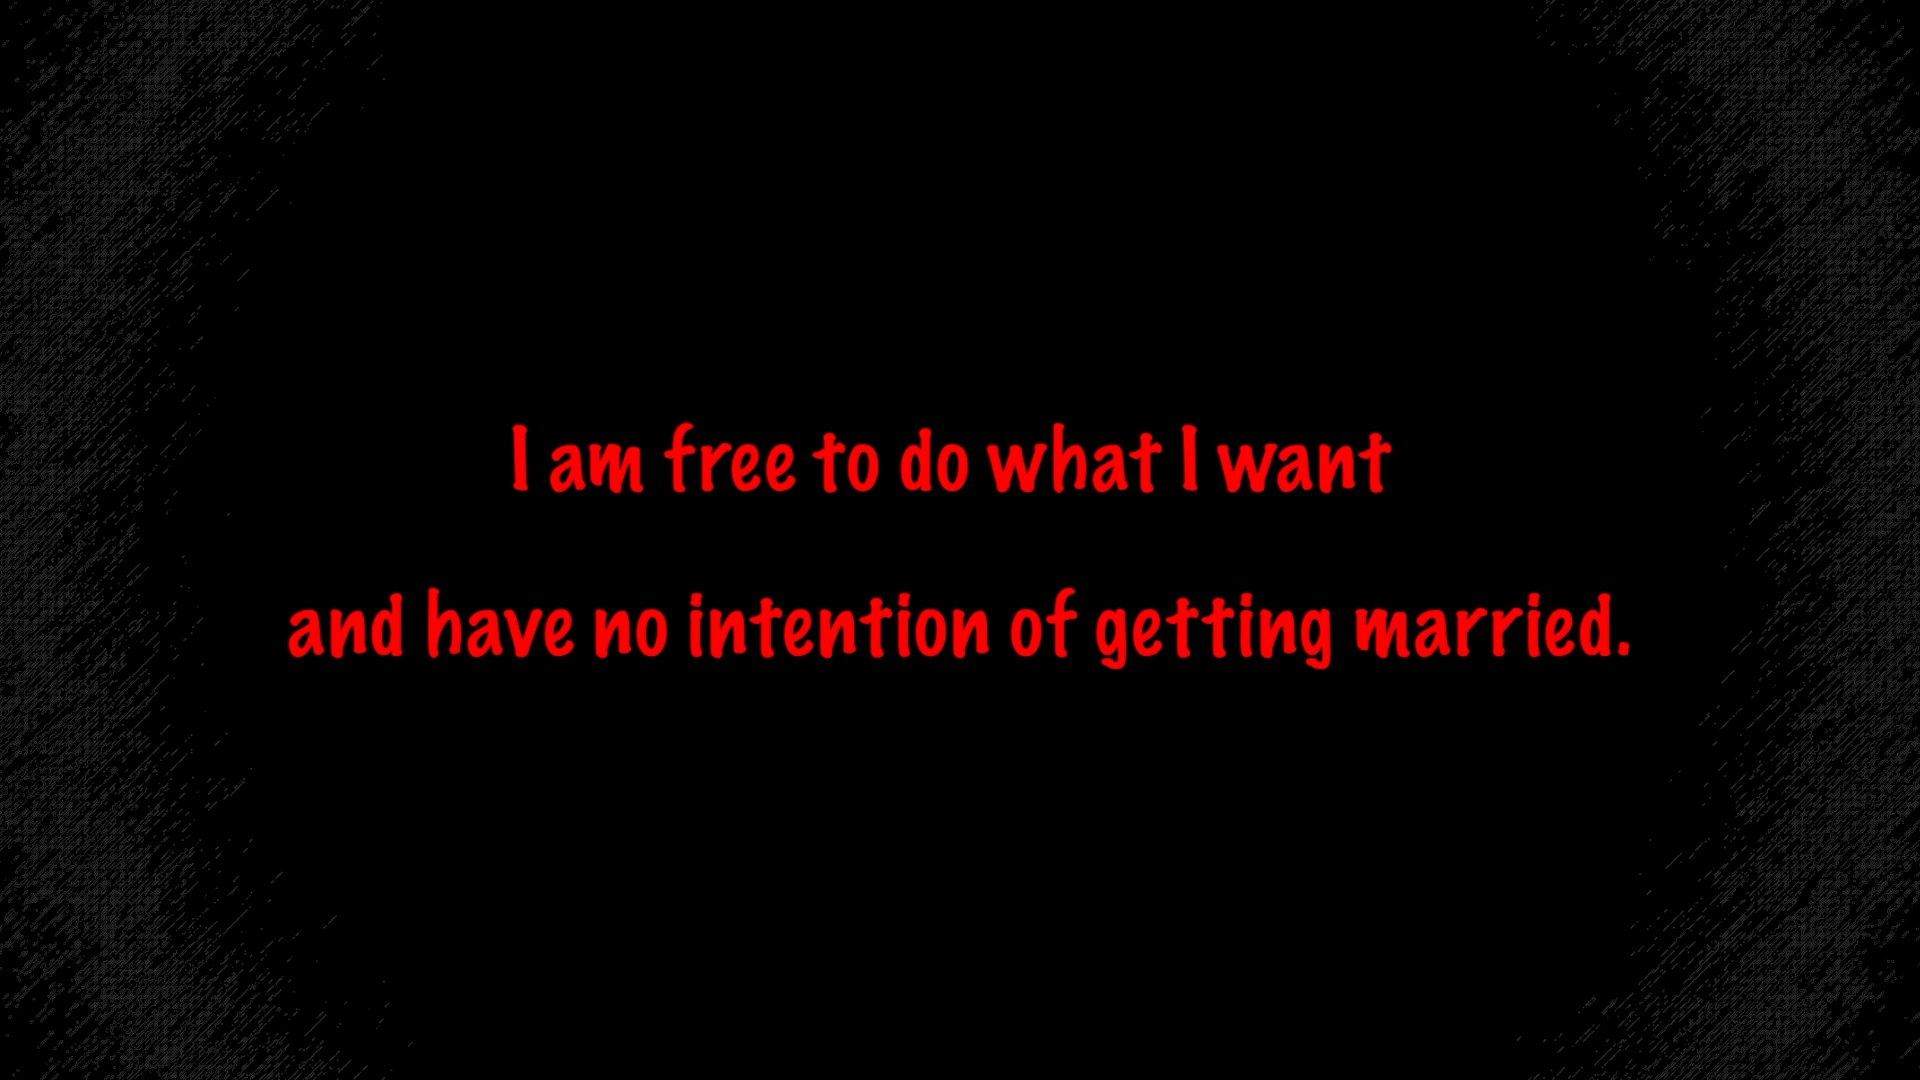 I am free to do what I want
and have no intention of getting married.